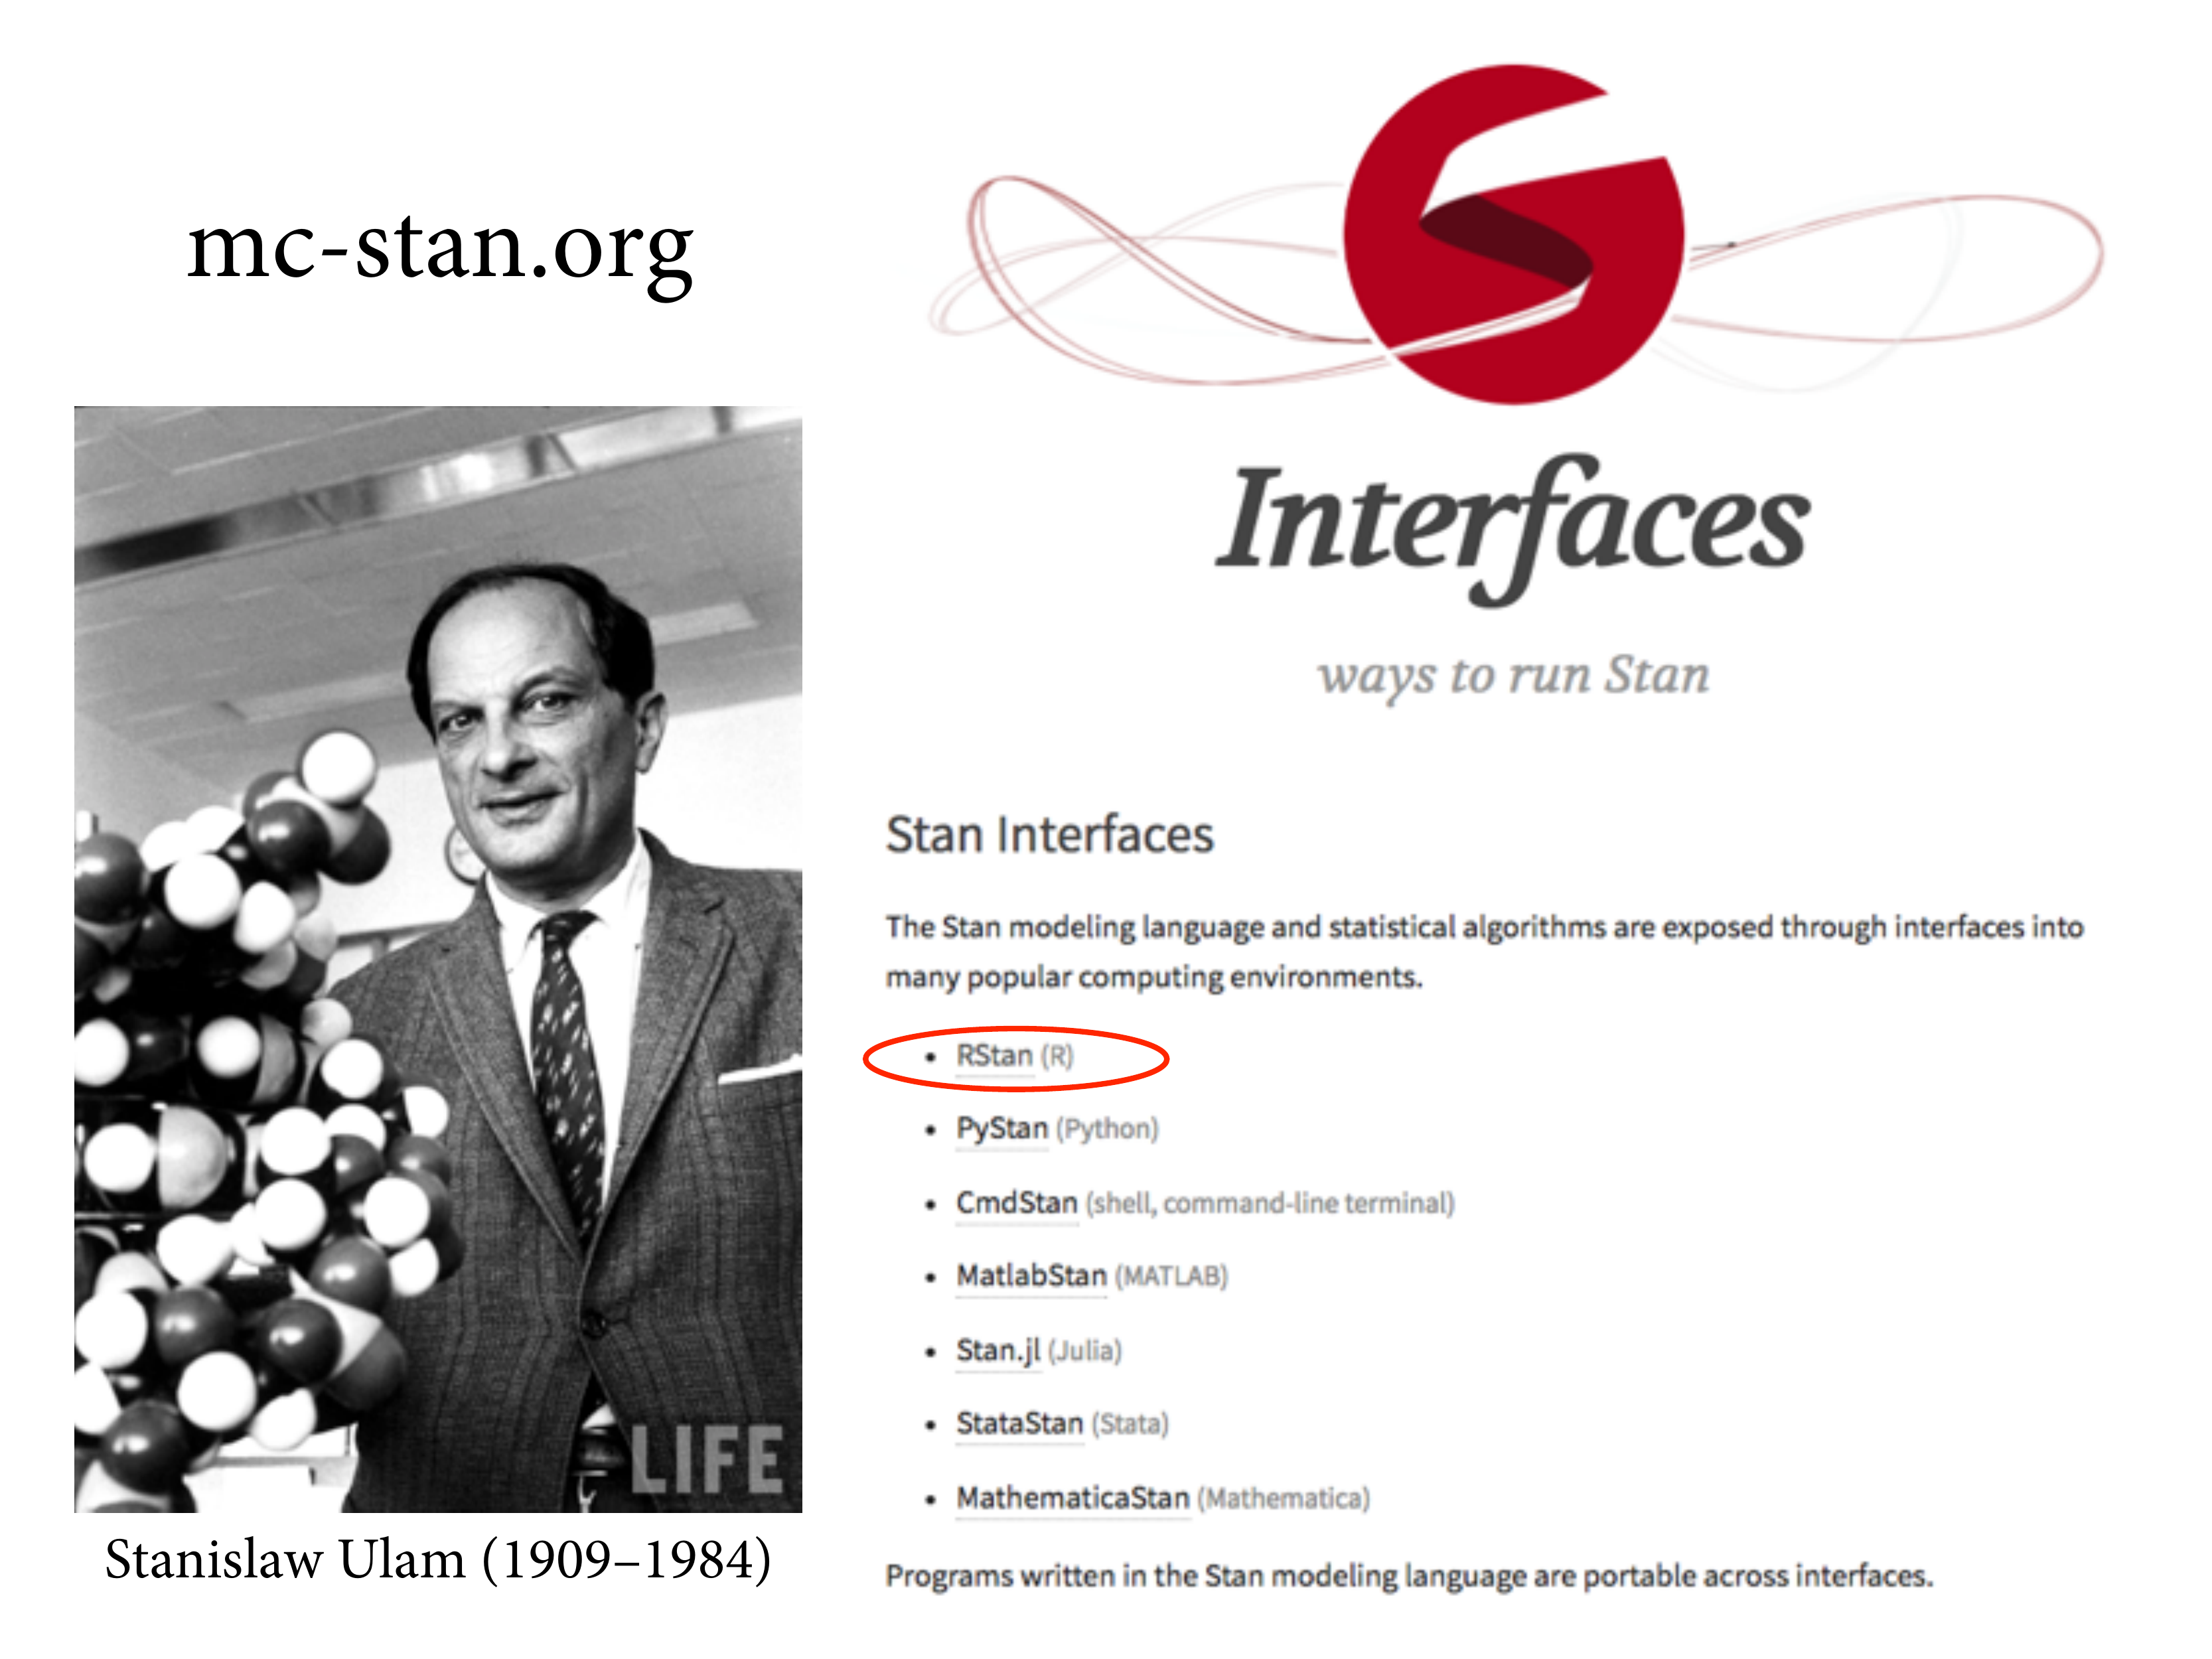 mc-stan.org
LIFE
Stanislaw Ulam (1909–1984)
Interfaces
ways to run Stan
Stan Interfaces
The Stan modeling language and statistical algorithms are exposed through interfaces into
many popular computing environments.
• RStan (R)
• PyStan (Python)
• CmdStan (shell, command-line terminal)
• MatlabStan (MATLAB)
• Stan.jl (Julia)
• StataStan (Stata)
• MathematicaStan (Mathematica)
Programs written in the Stan modeling language are portable across interfaces.